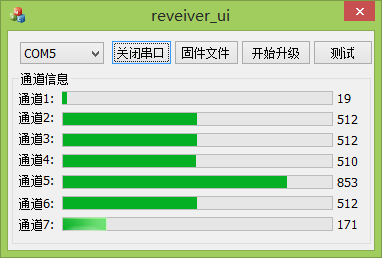 reveiver_ui
COM5 关闭串口 固件文件 开始升级 测试
通道信息
通道1: 19
通道2: 512
通道3: 512
通道4: 510
通道5: 853
通道6: 512
通道7: 171